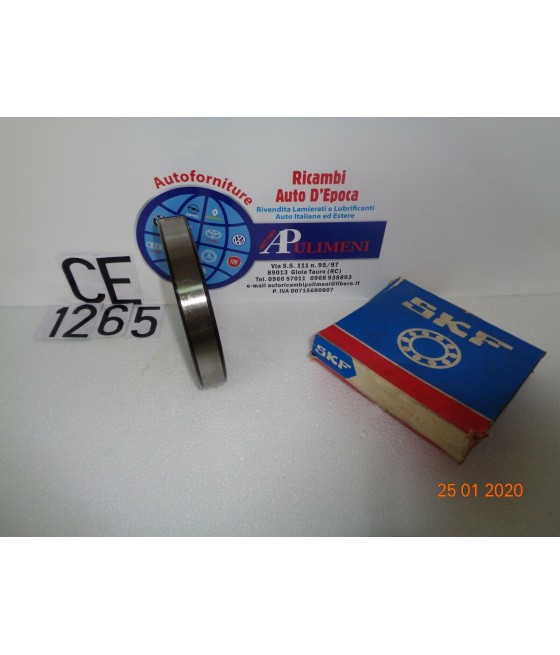 Autoforniture
Ricambi
Auto D'Epoca
Rivendita Lamierati e Lubrificanti
Auto Italiane ed Estere
APULIMENI
Via S.S. 111 n. 95/97
89013 Gioia Tauro (RC)
Tel. 0966 57011 0966 938893
e-mail autoricambipulimeni@libero.it
P. IVA 00715680807
CE
1265
SKF
SKF
25 01 2020